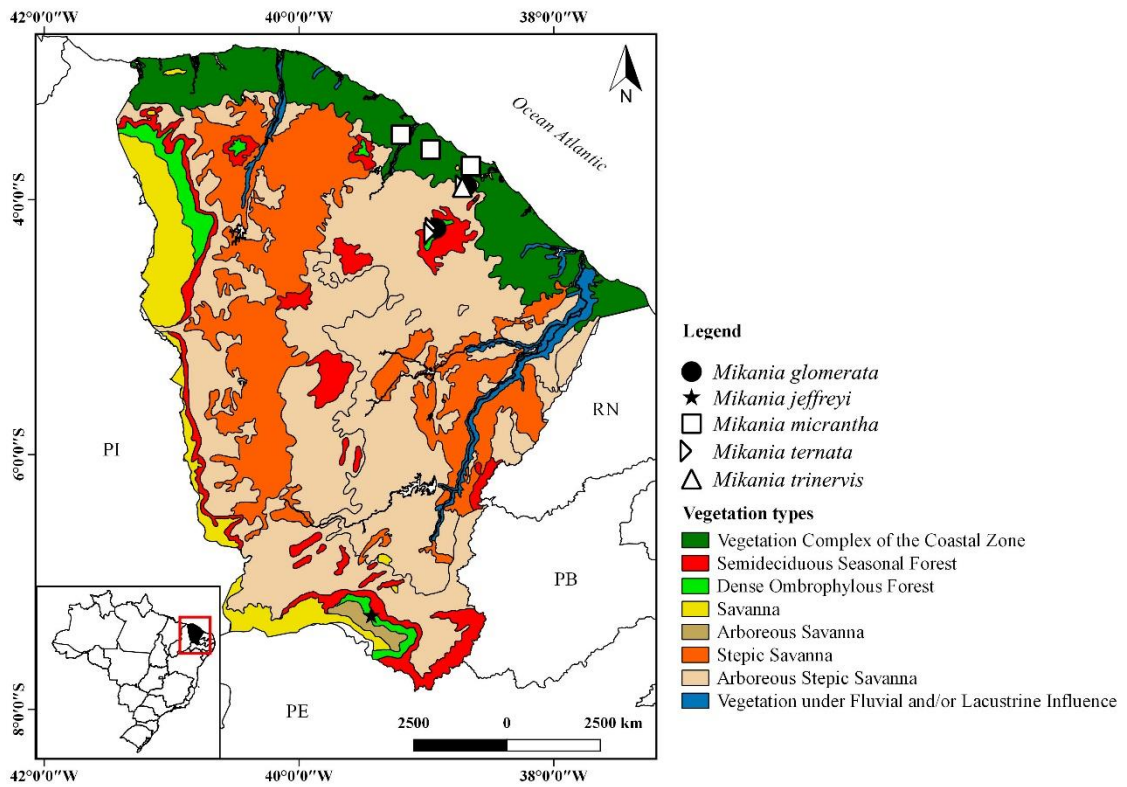 42°0'0"W 40°0'0"W 38°0'0"W
N
Ocean Atlantic
4°0'0"S
6°0'0"S
8°0'0"S
PI
RN
PB
PE
Legend
Mikania glomerata
Mikania jeffreyi
Mikania micrantha
Mikania ternata
Mikania trinervis
Vegetation types
Vegetation Complex of the Coastal Zone
Semideciduous Seasonal Forest
Dense Ombrophylous Forest
Savanna
Arboreous Savanna
Stepic Savanna
Arboreous Stepic Savanna
Vegetation under Fluvial and/or Lacustrine Influence
2500 0 2500 km
42°0'0"W 40°0'0"W 38°0'0"W